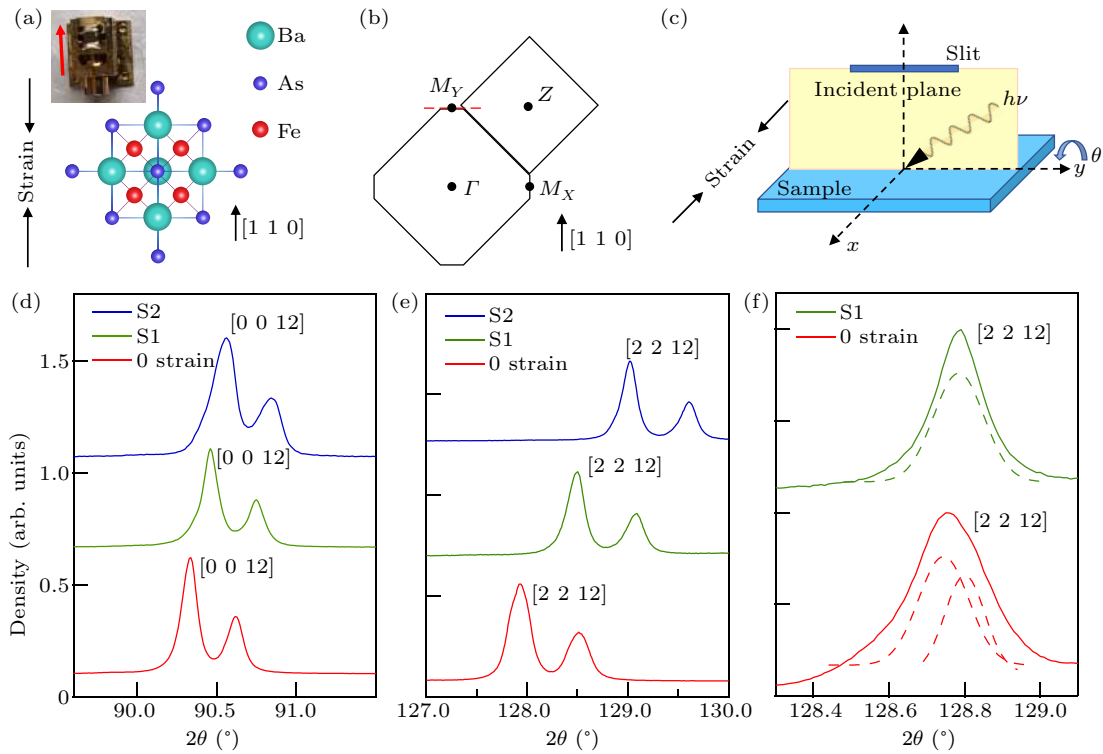 (a)
Ba
As
Fe
Strain
[1 1 0]
(b)
M_Y
Z
Γ
M_X
[1 1 0]
(c)
Slit
Incident plane
hν
Strain
Sample
θ
y
x
(d)
S2
S1
0 strain
[0 0 12]
[0 0 12]
[0 0 12]
1.5
1.0
0.5
0
Density (arb. units)
90.0 90.5 91.0
2θ (°)
(e)
S2
S1
0 strain
[2 2 12]
[2 2 12]
[2 2 12]
127.0 128.0 129.0 130.0
2θ (°)
(f)
S1
0 strain
[2 2 12]
[2 2 12]
128.4 128.6 128.8 129.0
2θ (°)